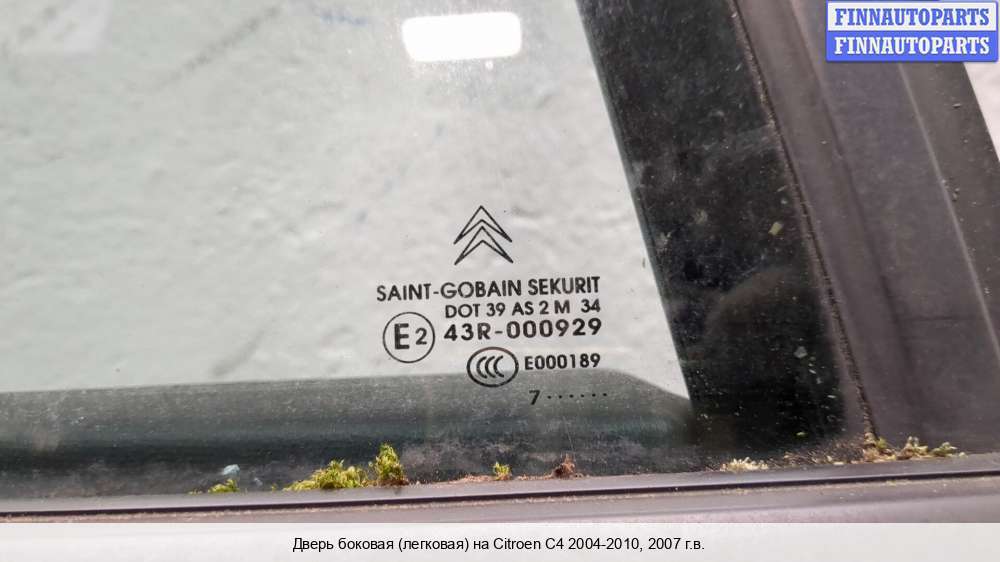 FINNAUTOPARTS
FINNAUTOPARTS
SAINT-GOBAIN SEKURIT
DOT 39 AS 2 M 34
E2 43R-000929
CCC E000189
7······
Дверь боковая (легковая) на Citroen C4 2004-2010, 2007 г.в.